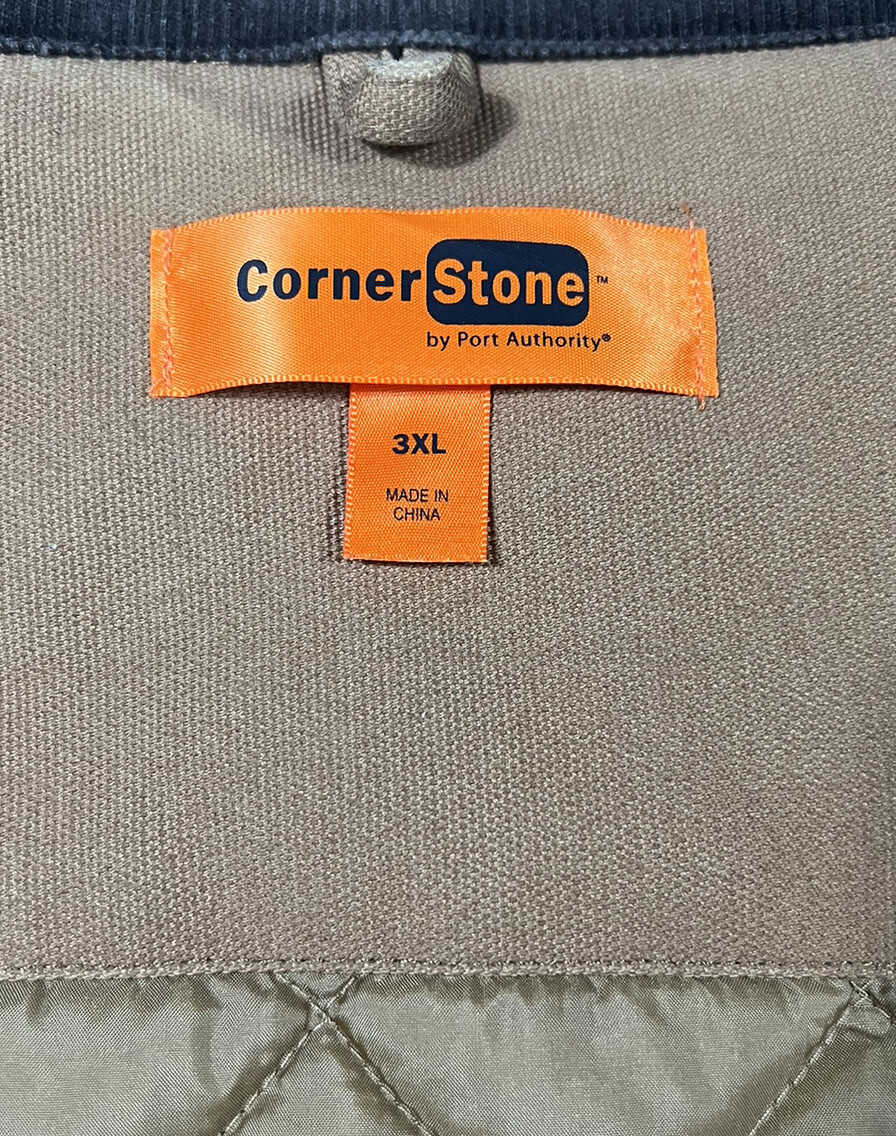 CornerStone™
by Port Authority®
3XL
MADE IN
CHINA